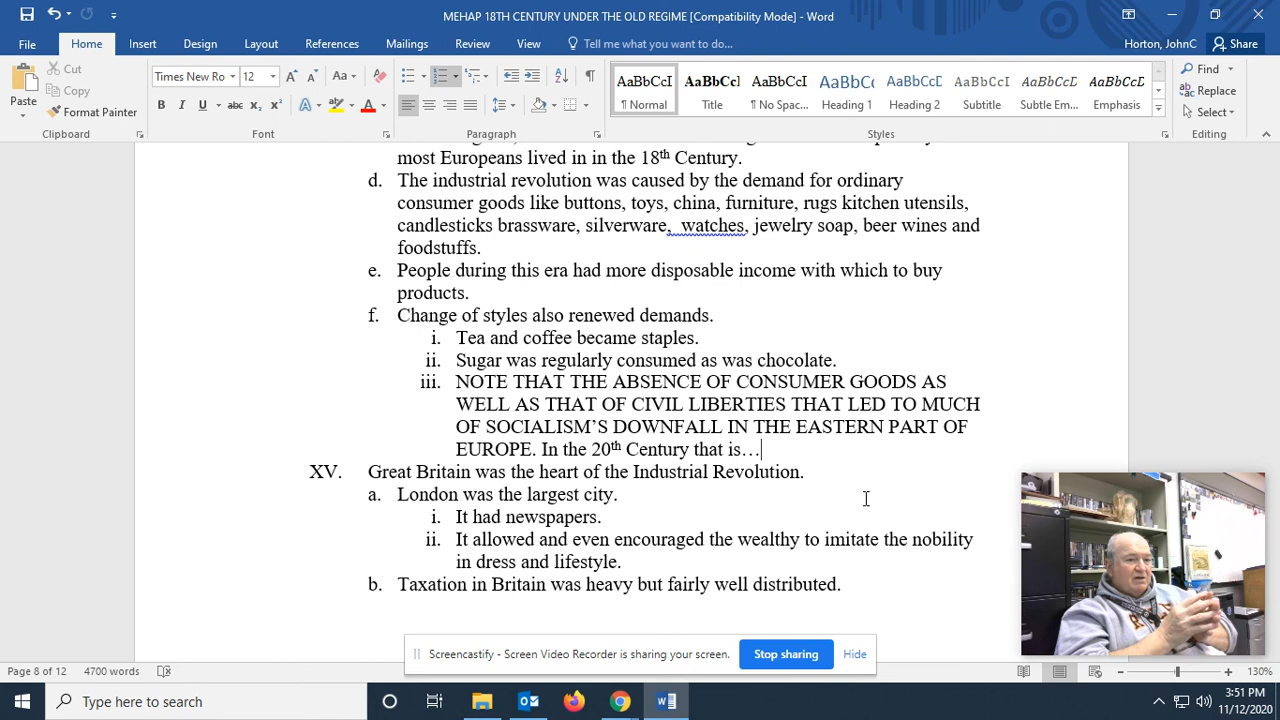 MEHAP 18TH CENTURY UNDER THE OLD REGIME [Compatibility Mode] - Word
File Home Insert Design Layout References Mailings Review View Tell me what you want to do... Horton, JohnC Share
Paste Cut Copy Format Painter
Times New Ro 12
AaBbCcI AaBbCcI AaBbCcI AaBbCc AaBbCcD AaBbCcD AaBbCcD AaBbCcD
¶ Normal Title ¶ No Spac... Heading 1 Heading 2 Subtitle Subtle Em... Emphasis
Find Replace Select
Clipboard Font Paragraph Styles Editing
most Europeans lived in in the 18th Century.
d. The industrial revolution was caused by the demand for ordinary
consumer goods like buttons, toys, china, furniture, rugs kitchen utensils,
candlesticks brassware, silverware, watches, jewelry soap, beer wines and
foodstuffs.
e. People during this era had more disposable income with which to buy
products.
f. Change of styles also renewed demands.
i. Tea and coffee became staples.
ii. Sugar was regularly consumed as was chocolate.
iii. NOTE THAT THE ABSENCE OF CONSUMER GOODS AS
WELL AS THAT OF CIVIL LIBERTIES THAT LED TO MUCH
OF SOCIALISM'S DOWNFALL IN THE EASTERN PART OF
EUROPE. In the 20th Century that is…
XV. Great Britain was the heart of the Industrial Revolution.
a. London was the largest city.
i. It had newspapers.
ii. It allowed and even encouraged the wealthy to imitate the nobility
in dress and lifestyle.
b. Taxation in Britain was heavy but fairly well distributed.
Screencastify - Screen Video Recorder is sharing your screen. Stop sharing Hide
Page 8 of 12 4700 words 130%
Type here to search 3:51 PM
11/12/2020